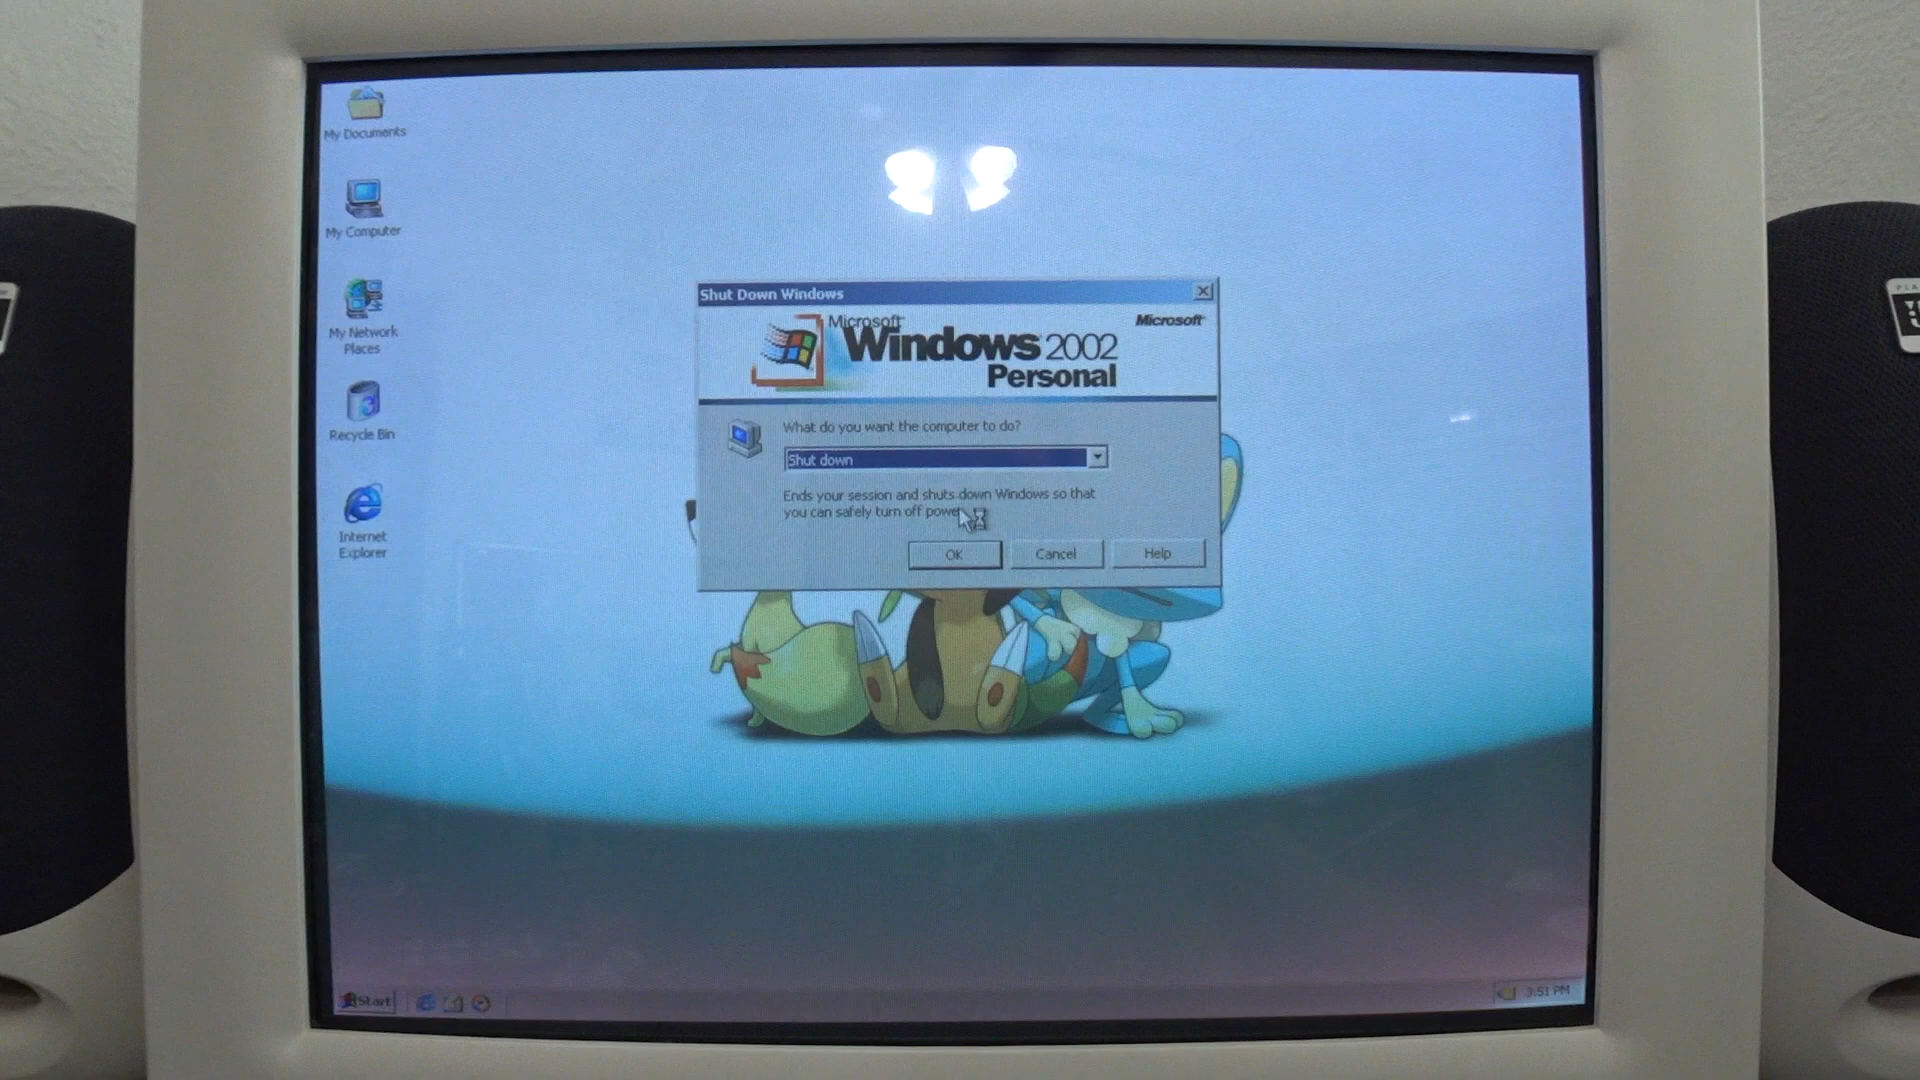 My Documents
My Computer
My Network
Places
Recycle Bin
Internet
Explorer
Shut Down Windows
Microsoft
Windows 2002
Personal
Microsoft
What do you want the computer to do?
Shut down
Ends your session and shuts down Windows so that
you can safely turn off power
OK
Cancel
Help
Start
3:51 PM